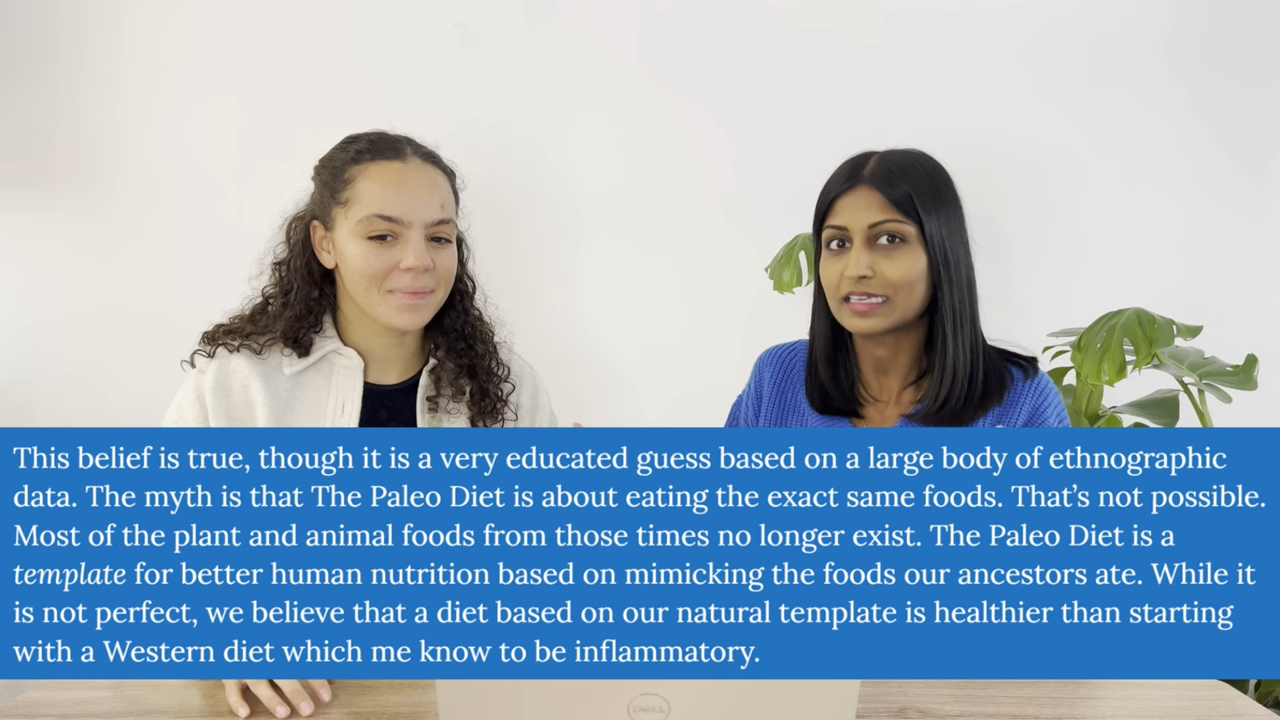 This belief is true, though it is a very educated guess based on a large body of ethnographic
data. The myth is that The Paleo Diet is about eating the exact same foods. That’s not possible.
Most of the plant and animal foods from those times no longer exist. The Paleo Diet is a
template for better human nutrition based on mimicking the foods our ancestors ate. While it
is not perfect, we believe that a diet based on our natural template is healthier than starting
with a Western diet which me know to be inflammatory.
DELL